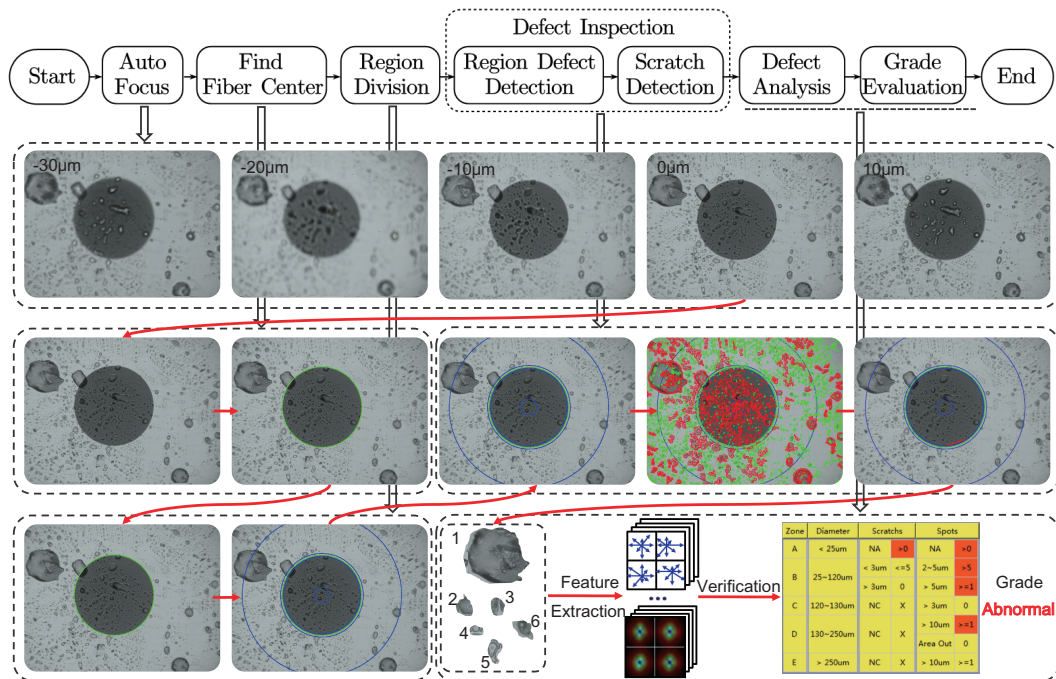 Defect Inspection
Start
Auto
Focus
Find
Fiber Center
Region
Division
Region Defect
Detection
Scratch
Detection
Defect
Analysis
Grade
Evaluation
End
-30μm
-20μm
-10μm
0μm
10μm
1
2
3
4
5
6
Feature
Extraction
Verification
Zone Diameter Scratchs Spots
A < 25um NA >0 NA >0
B 25~120um < 3um <=5 2~5um >5
> 3um 0 > 5um >=1
C 120~130um NC X > 3um 0
D 130~250um NC X > 10um >=1
Area Out 0
E > 250um NC X > 10um >=1
Grade
Abnormal